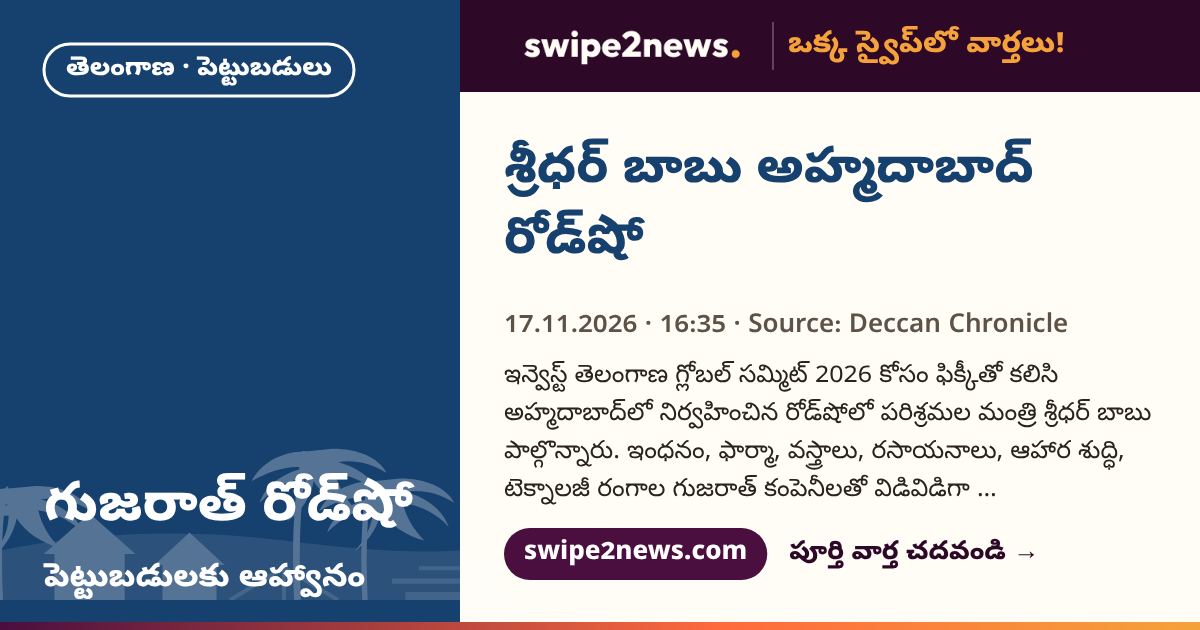 తెలంగాణ · పెట్టుబడులు
swipe2news.
ఒక్క స్వైప్‌లో వార్తలు!
శ్రీధర్ బాబు అహ్మదాబాద్
రోడ్‌షో
17.11.2026 · 16:35 · Source: Deccan Chronicle
ఇన్వెస్ట్ తెలంగాణ గ్లోబల్ సమ్మిట్ 2026 కోసం ఫిక్కీతో కలిసి
అహ్మదాబాద్‌లో నిర్వహించిన రోడ్‌షోలో పరిశ్రమల మంత్రి శ్రీధర్ బాబు
పాల్గొన్నారు. ఇంధనం, ఫార్మా, వస్త్రాలు, రసాయనాలు, ఆహార శుద్ధి,
టెక్నాలజీ రంగాల గుజరాత్ కంపెనీలతో విడివిడిగా ...
గుజరాత్ రోడ్‌షో
పెట్టుబడులకు ఆహ్వానం
swipe2news.com
పూర్తి వార్త చదవండి →